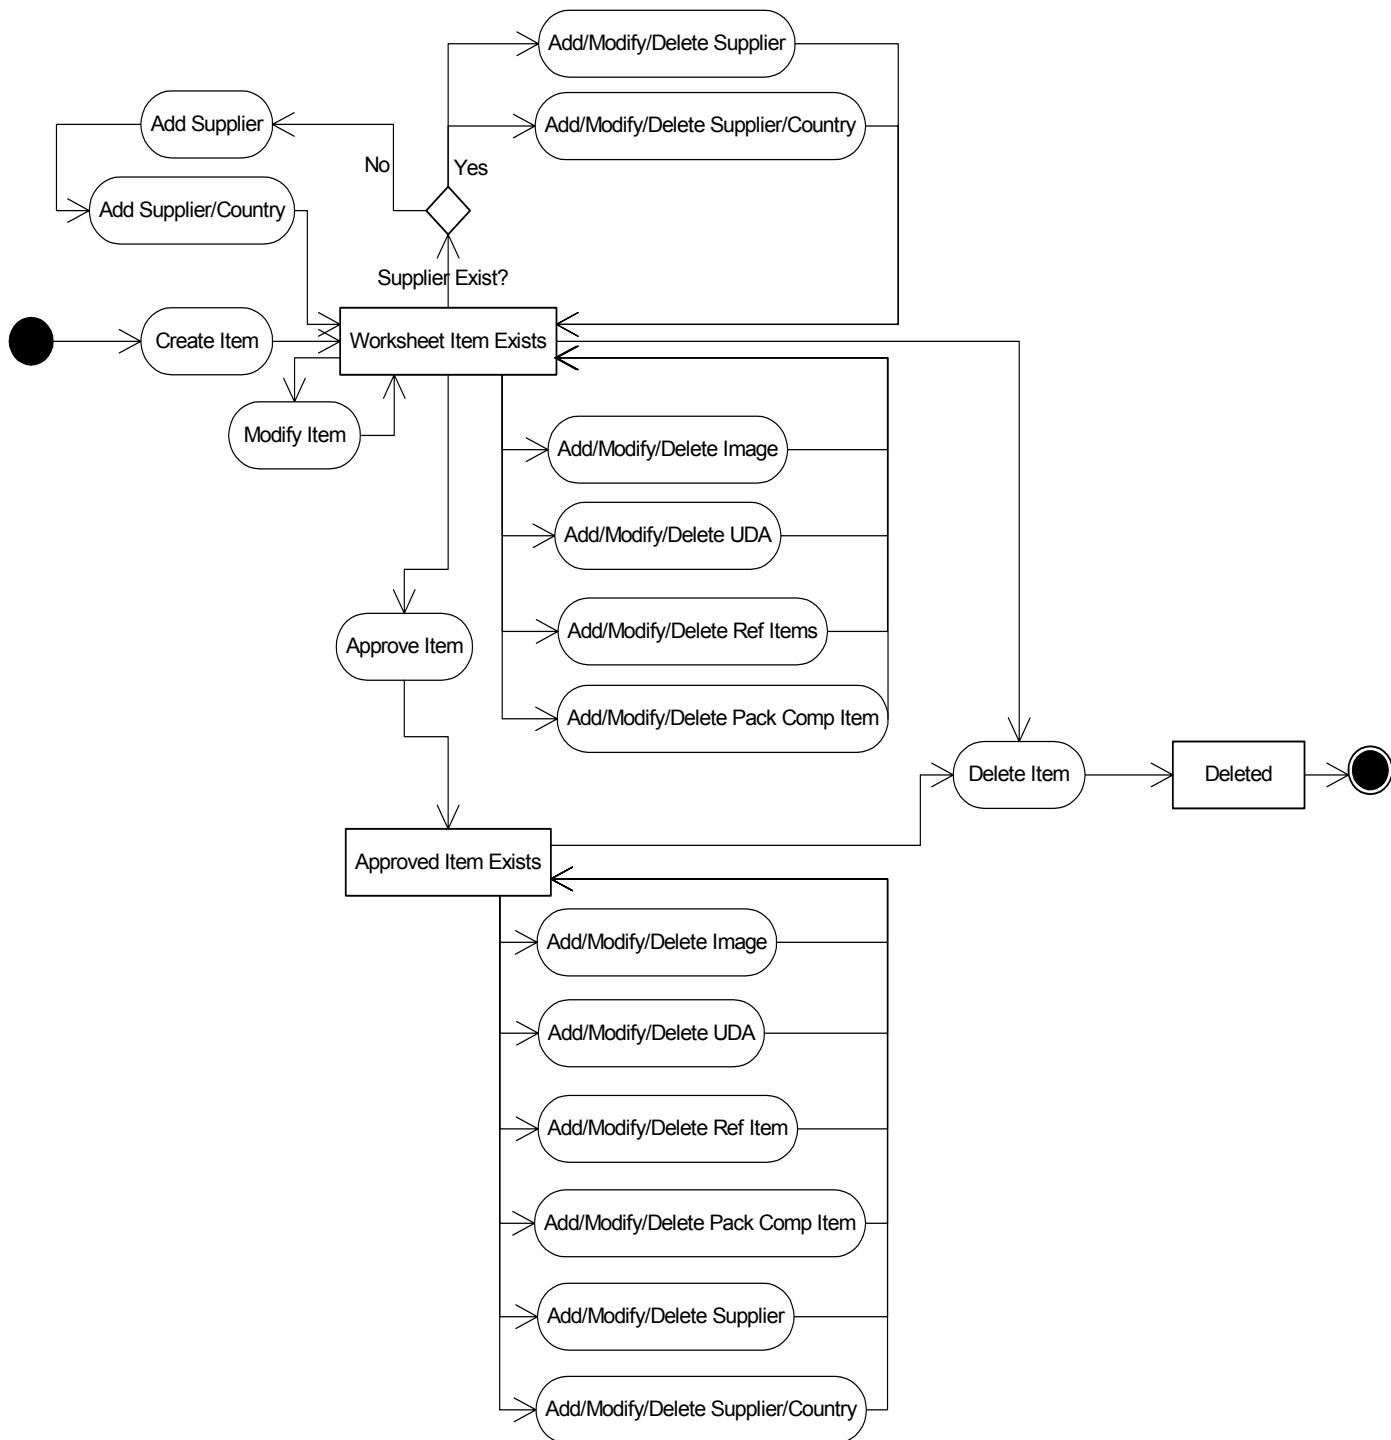 Add/Modify/Delete Supplier
Add Supplier
Add/Modify/Delete Supplier/Country
No
Yes
Add Supplier/Country
Supplier Exist?
Create Item
Worksheet Item Exists
Modify Item
Add/Modify/Delete Image
Add/Modify/Delete UDA
Add/Modify/Delete Ref Items
Approve Item
Add/Modify/Delete Pack Comp Item
Delete Item
Deleted
Approved Item Exists
Add/Modify/Delete Image
Add/Modify/Delete UDA
Add/Modify/Delete Ref Item
Add/Modify/Delete Pack Comp Item
Add/Modify/Delete Supplier
Add/Modify/Delete Supplier/Country